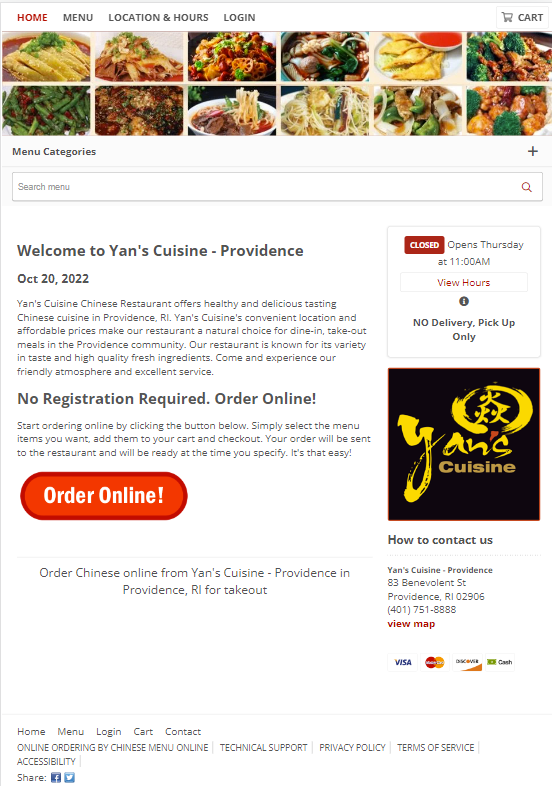 HOME MENU LOCATION & HOURS LOGIN CART
Menu Categories +
Search menu
Welcome to Yan's Cuisine - Providence
Oct 20, 2022
Yan's Cuisine Chinese Restaurant offers healthy and delicious tasting
Chinese cuisine in Providence, RI. Yan's Cuisine's convenient location and
affordable prices make our restaurant a natural choice for dine-in, take-out
meals in the Providence community. Our restaurant is known for its variety
in taste and high quality fresh ingredients. Come and experience our
friendly atmosphere and excellent service.
No Registration Required. Order Online!
Start ordering online by clicking the button below. Simply select the menu
items you want, add them to your cart and checkout. Your order will be sent
to the restaurant and will be ready at the time you specify. It's that easy!
Order Online!
Order Chinese online from Yan's Cuisine - Providence in
Providence, RI for takeout
CLOSED Opens Thursday
at 11:00AM
View Hours
NO Delivery, Pick Up
Only
焱
Yan's
Cuisine
How to contact us
Yan's Cuisine - Providence
83 Benevolent St
Providence, RI 02906
(401) 751-8888
view map
VISA MasterCard DISCOVER Cash
Home Menu Login Cart Contact
ONLINE ORDERING BY CHINESE MENU ONLINE TECHNICAL SUPPORT PRIVACY POLICY TERMS OF SERVICE
ACCESSIBILITY
Share: